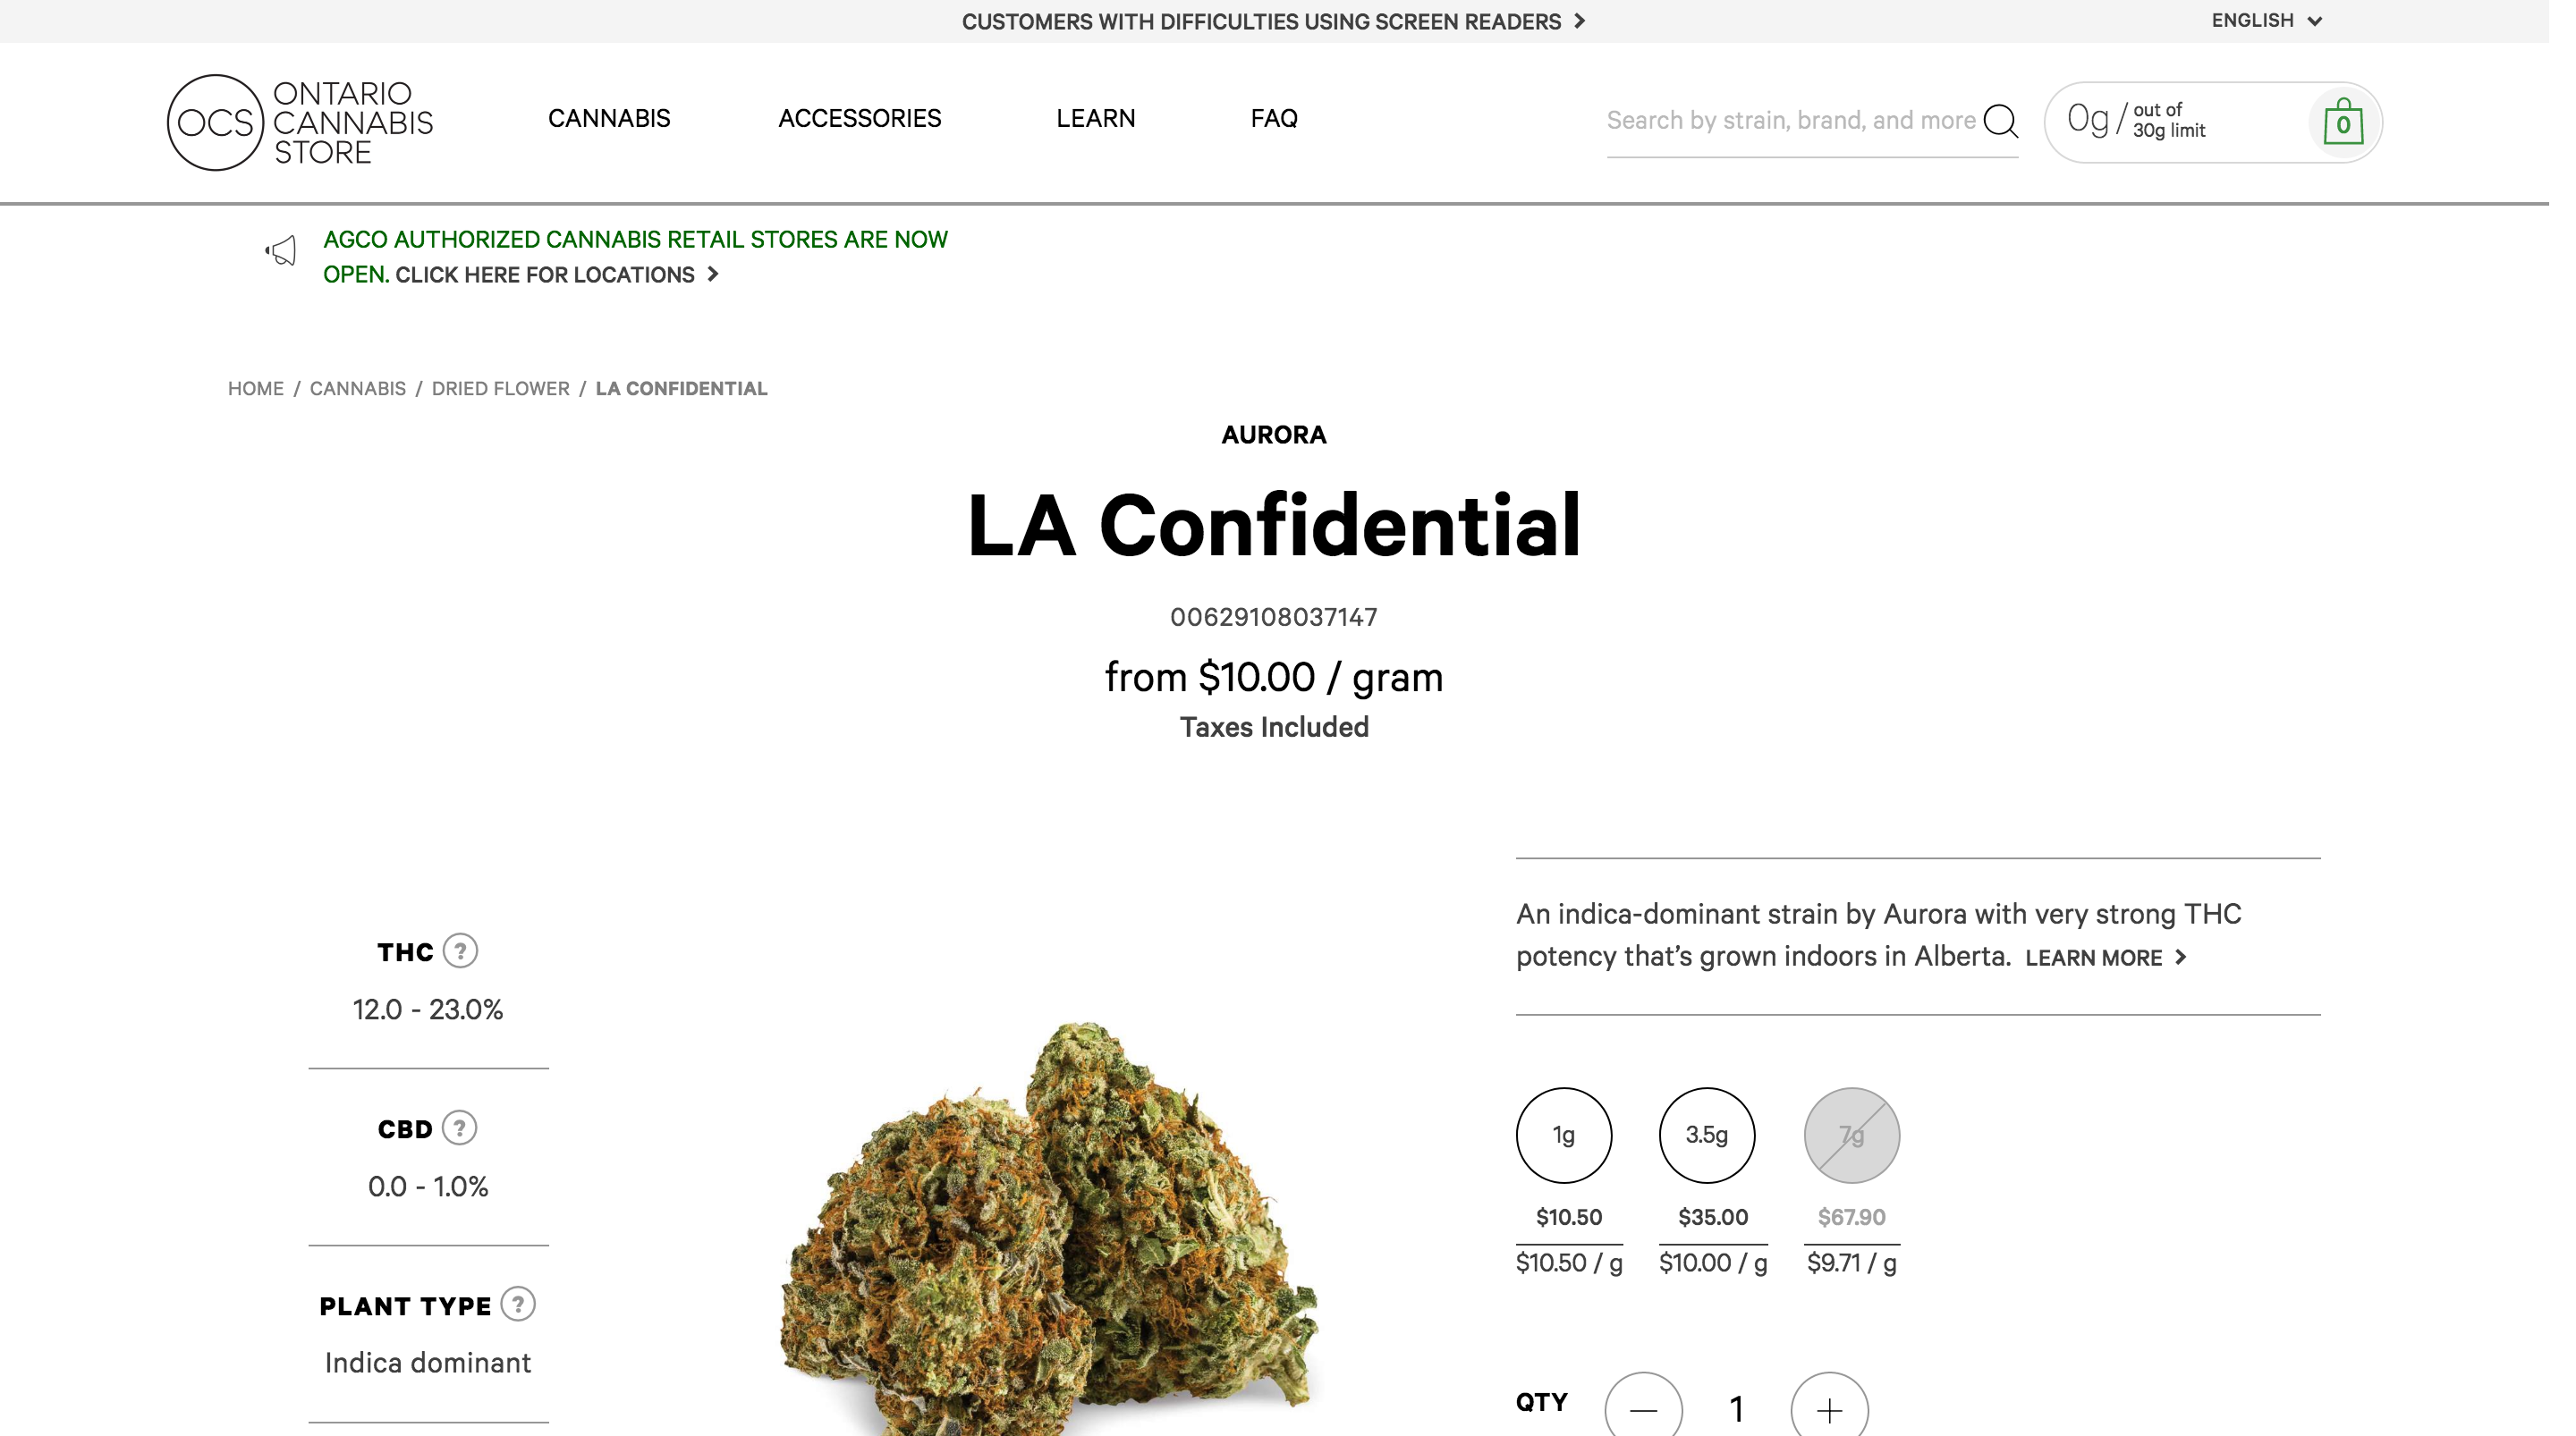 CUSTOMERS WITH DIFFICULTIES USING SCREEN READERS
ENGLISH
OCS
ONTARIO
CANNABIS
STORE
CANNABIS
ACCESSORIES
LEARN
FAQ
Search by strain, brand, and more
0g / out of
30g limit
0
AGCO AUTHORIZED CANNABIS RETAIL STORES ARE NOW
OPEN. CLICK HERE FOR LOCATIONS
HOME / CANNABIS / DRIED FLOWER / LA CONFIDENTIAL
AURORA
LA Confidential
00629108037147
from $10.00 / gram
Taxes Included
THC ?
12.0 - 23.0%
CBD ?
0.0 - 1.0%
PLANT TYPE ?
Indica dominant
An indica-dominant strain by Aurora with very strong THC
potency that’s grown indoors in Alberta. LEARN MORE
1g 3.5g 7g
$10.50 $35.00 $67.90
$10.50 / g $10.00 / g $9.71 / g
QTY — 1 +